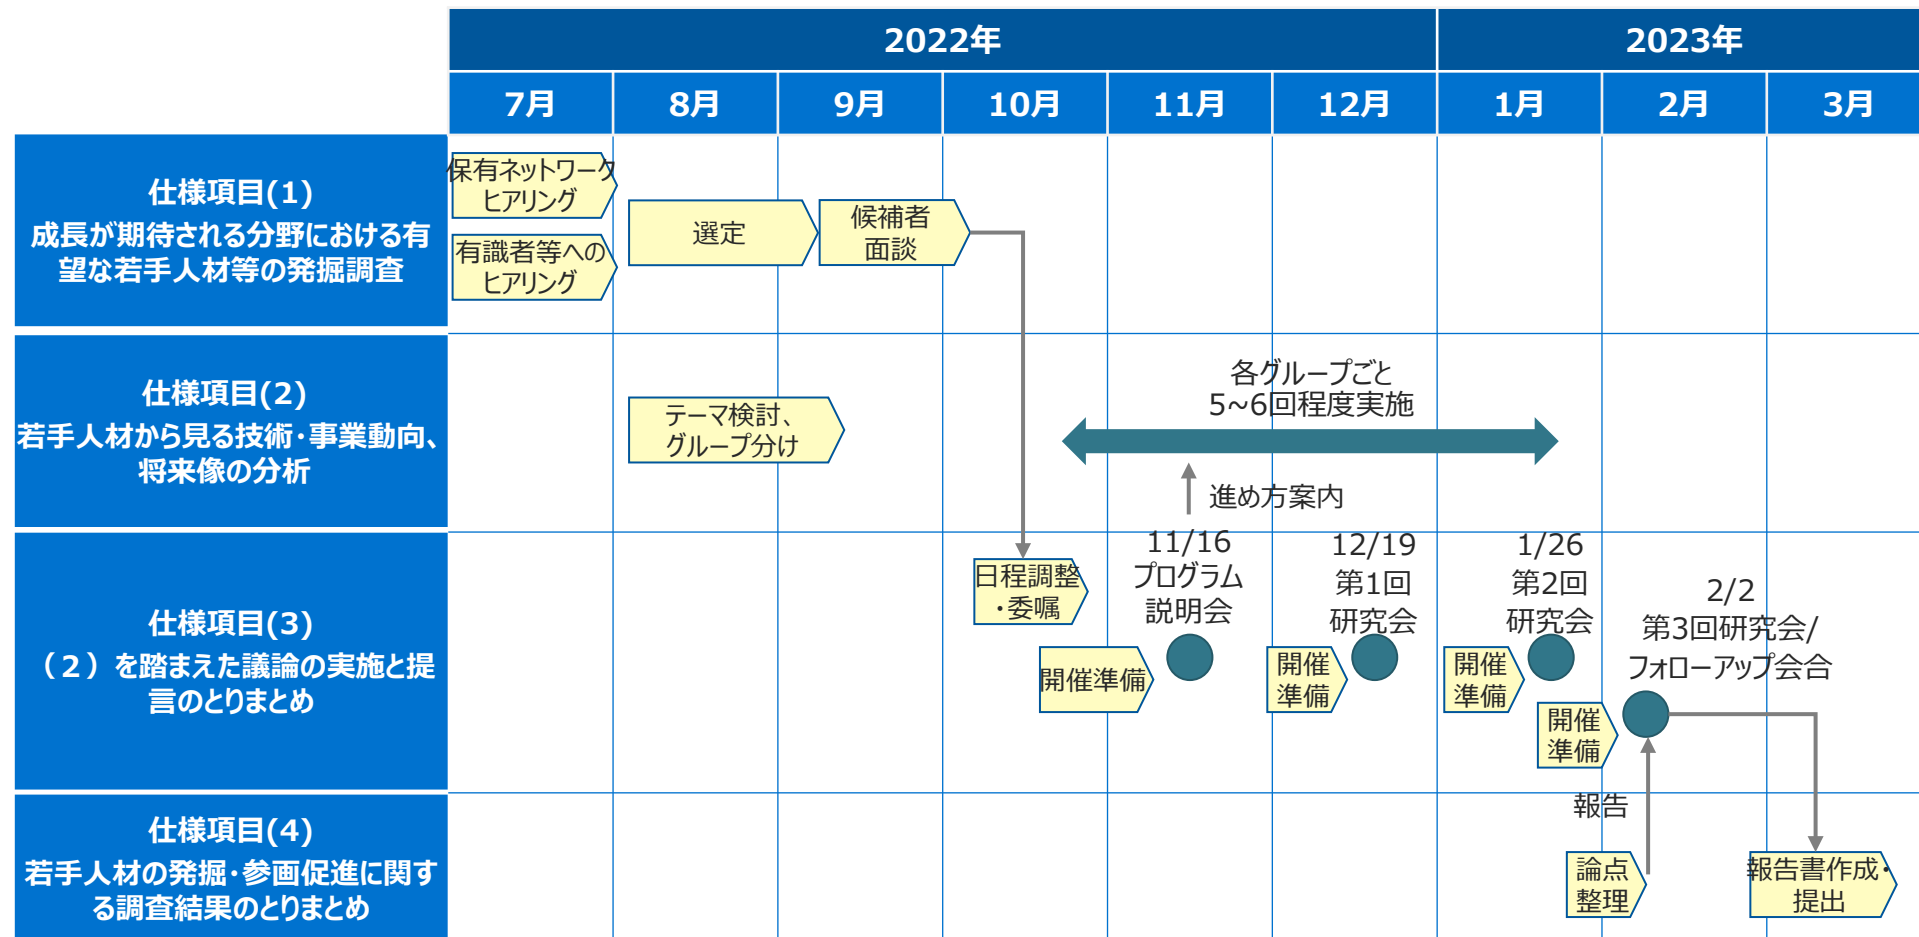 2022年
2023年
7月
8月
9月
10月
11月
12月
1月
2月
3月
仕様項目(1)
成長が期待される分野における有
望な若手人材等の発掘調査
保有ネットワーク
ヒアリング
有識者等への
ヒアリング
選定
候補者
面談
仕様項目(2)
若手人材から見る技術・事業動向、
将来像の分析
テーマ検討、
グループ分け
各グループごと
5~6回程度実施
進め方案内
仕様項目(3)
（２）を踏まえた議論の実施と提
言のとりまとめ
日程調整
・委嘱
開催準備
11/16
プログラム
説明会
開催
準備
12/19
第1回
研究会
開催
準備
1/26
第2回
研究会
開催
準備
2/2
第3回研究会/
フォローアップ会合
仕様項目(4)
若手人材の発掘・参画促進に関す
る調査結果のとりまとめ
報告
論点
整理
報告書作成・
提出